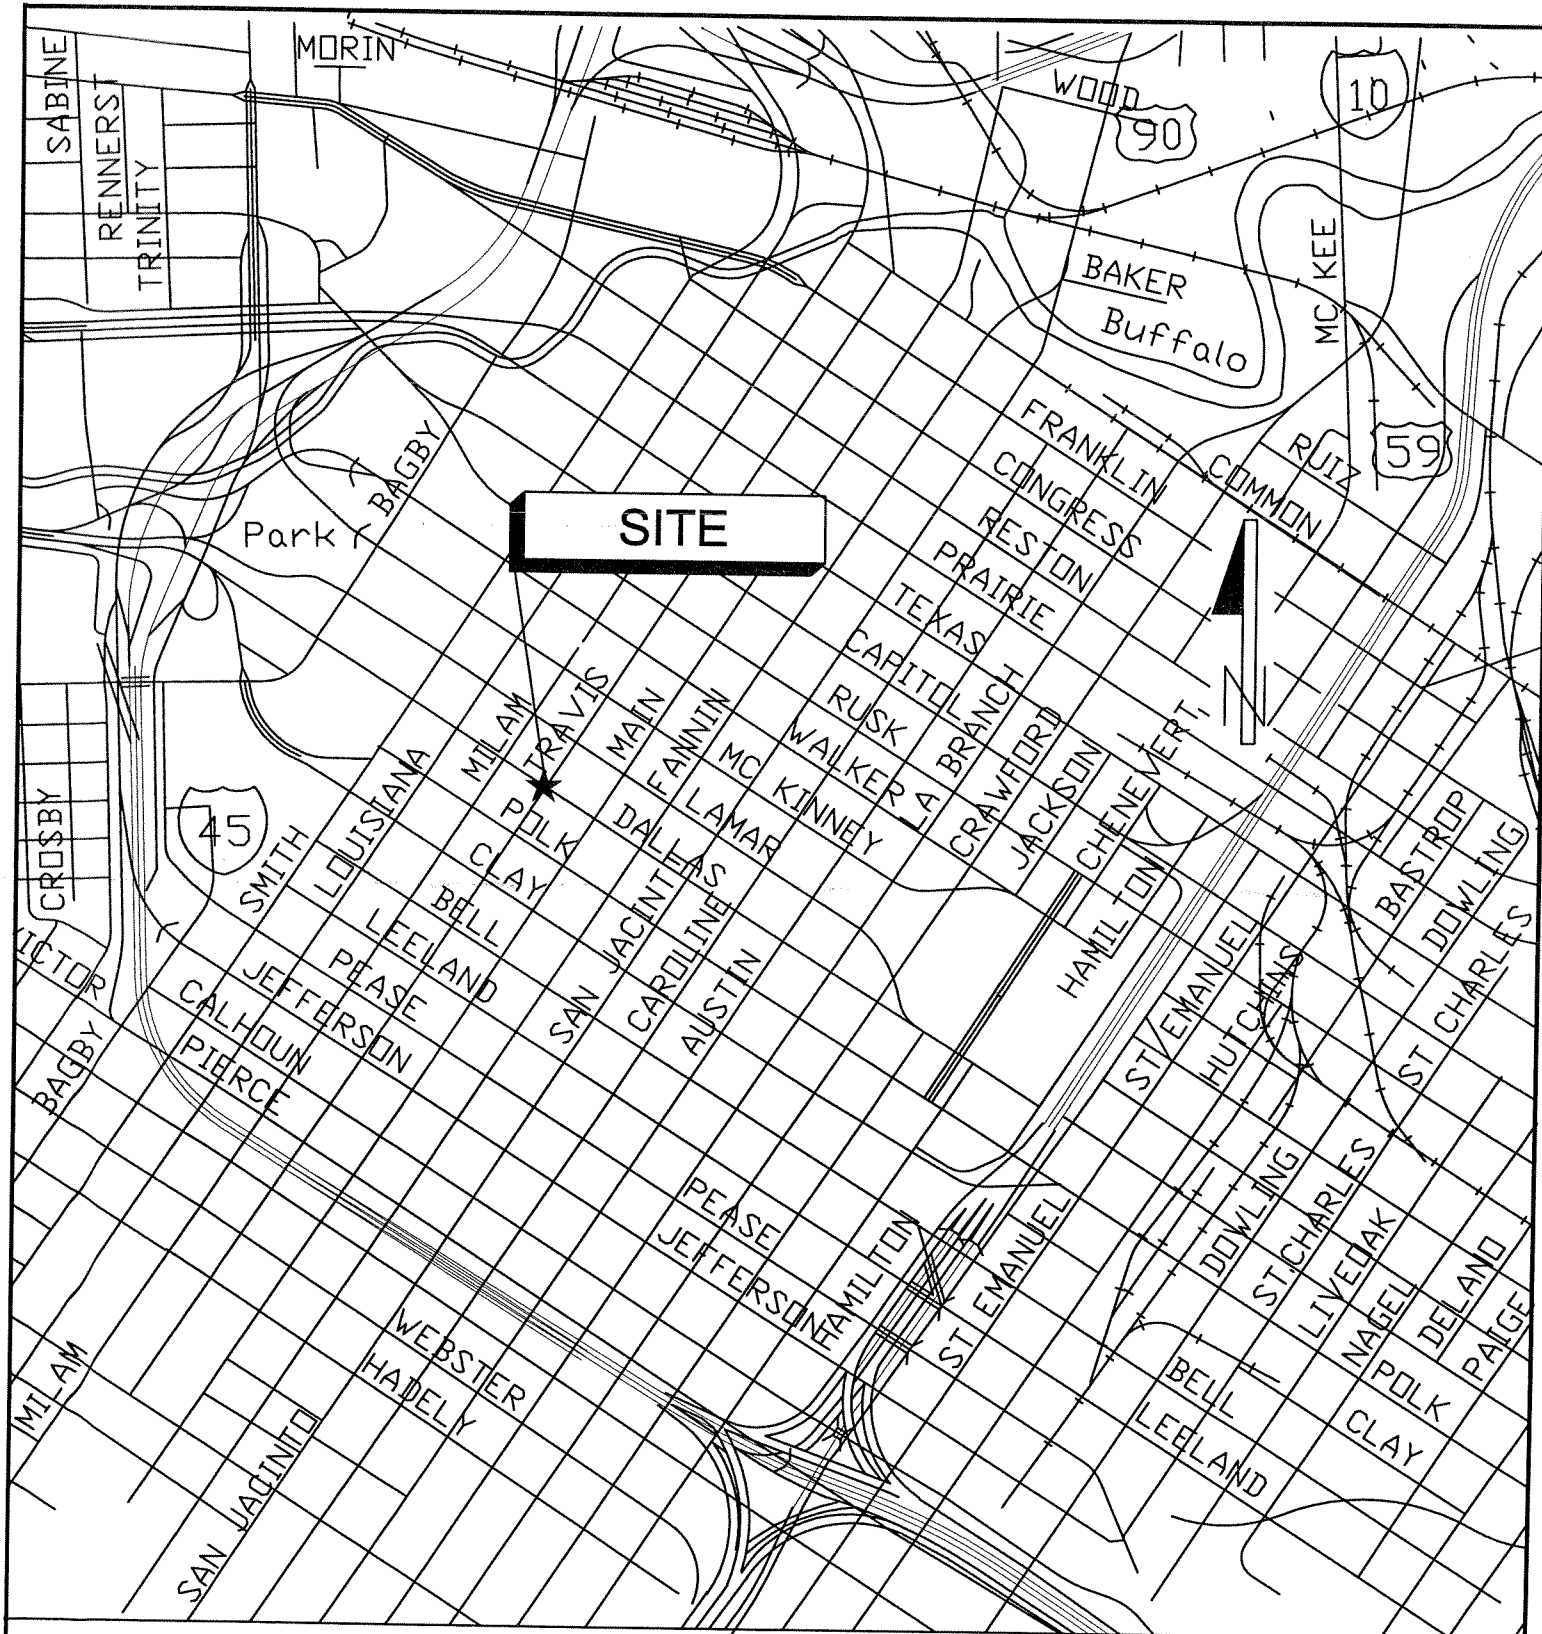 MORIN
SABINE
RENNERST
TRINITY
WOOD
90
10
MC KEE
BAKER
Buffalo
BAGBY
Park
SITE
FRANKLIN
CONGRESS
RESTON
PRAIRIE
TEXAS
CAPITOL
RUSK
WALKER
MC KINNEY
LAMAR
DALLAS
COMMON
RUIZ
59
N
MILAM
TRAVIS
MAIN
FANNIN
LA BRANCH
CRAWFORD
JACKSON
CHENEVERT
HAMILTON
CROSBY
45
SMITH
LOUISIANA
POLK
CLAY
BELL
LEELAND
PEASE
JEFFERSON
CALHOUN
PIERCE
SAN JACINTO
CAROLINE
AUSTIN
ST EMANUEL
HUTCHINS
BASTROP
DOWLING
ST CHARLES
ICTOR
BAGBY
PEASE
JEFFERSON
HAMILTON
ST EMANUEL
DOWLING
ST.CHARLES
LIVEOAK
NAGEL
DELANO
PAIGE
POLK
CLAY
BELL
LEELAND
WEBSTER
HADELY
MILAM
SAN JACINTO